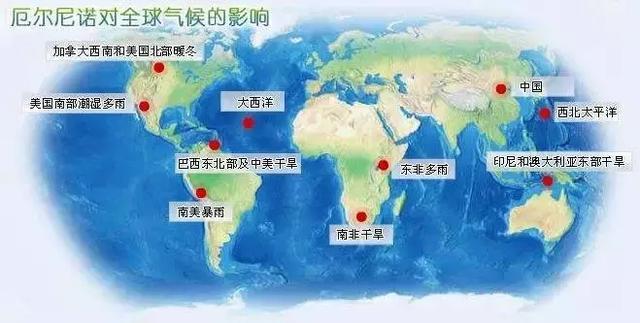 厄尔尼诺对全球气候的影响
加拿大西南和美国北部暖冬
美国南部潮湿多雨
大西洋
中国
西北太平洋
巴西东北部及中美干旱
东非多雨
印尼和澳大利亚东部干旱
南美暴雨
南非干旱